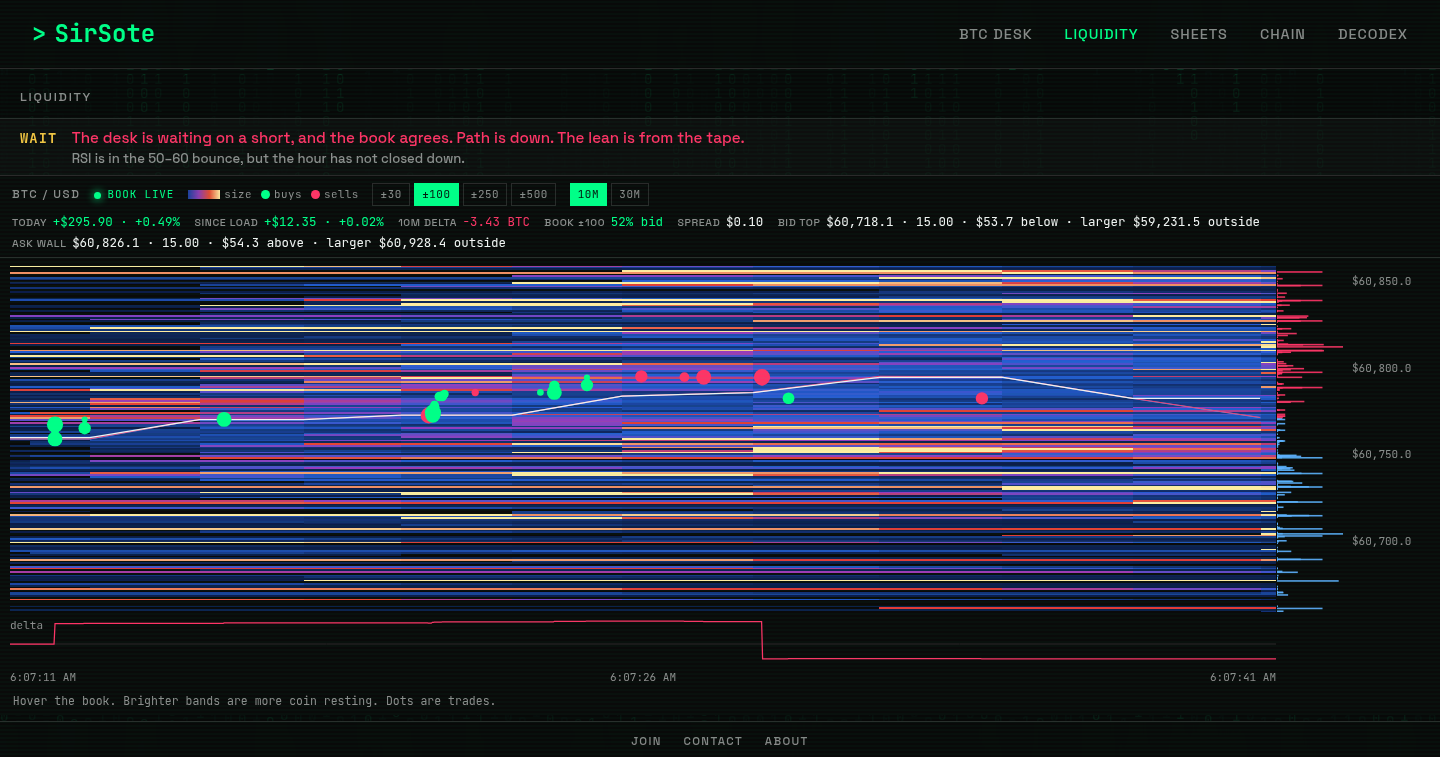 > SirSote
BTC DESK LIQUIDITY SHEETS CHAIN DECODEX
LIQUIDITY
WAIT The desk is waiting on a short, and the book agrees. Path is down. The lean is from the tape.
RSI is in the 50–60 bounce, but the hour has not closed down.
BTC / USD BOOK LIVE size buys sells ±30 ±100 ±250 ±500 10M 30M
TODAY +$295.90 · +0.49% SINCE LOAD +$12.35 · +0.02% 10M DELTA -3.43 BTC BOOK ±100 52% bid SPREAD $0.10 BID TOP $60,718.1 · 15.00 · $53.7 below · larger $59,231.5 outside
ASK WALL $60,826.1 · 15.00 · $54.3 above · larger $60,928.4 outside
$60,850.0
$60,800.0
$60,750.0
$60,700.0
delta
6:07:11 AM 6:07:26 AM 6:07:41 AM
Hover the book. Brighter bands are more coin resting. Dots are trades.
JOIN CONTACT ABOUT